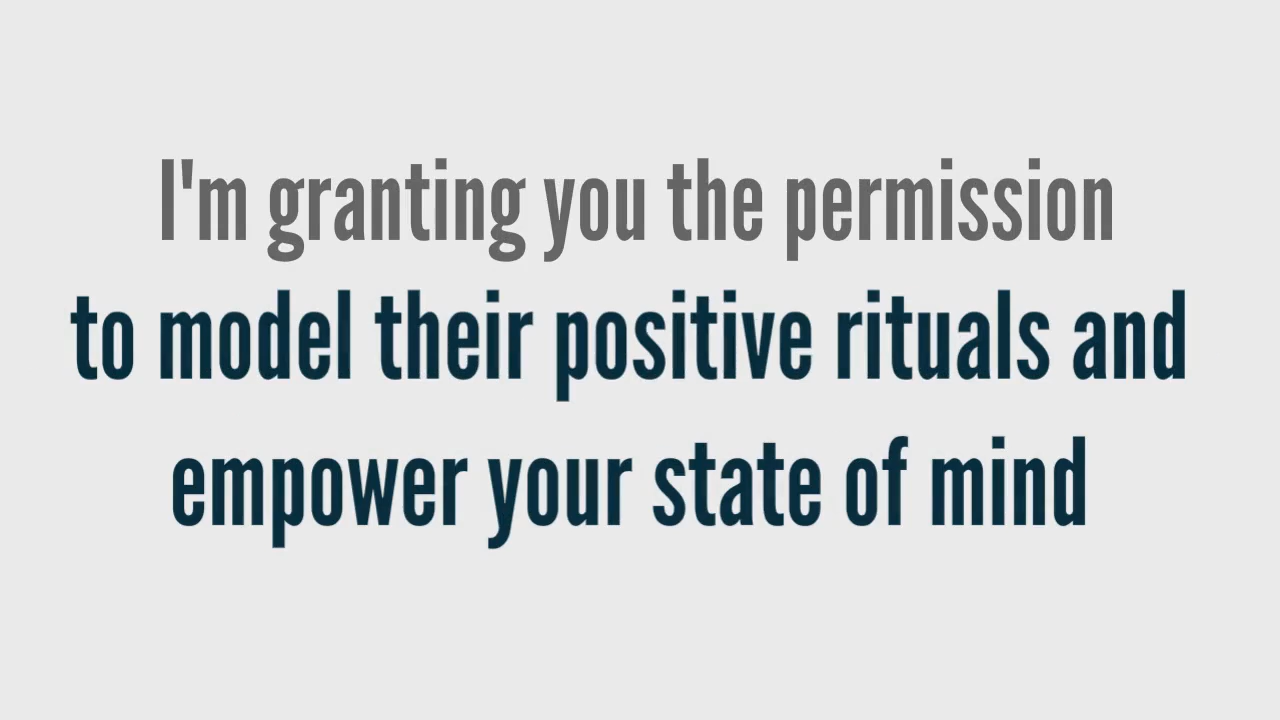 I'm granting you the permission
to model their positive rituals and
empower your state of mind